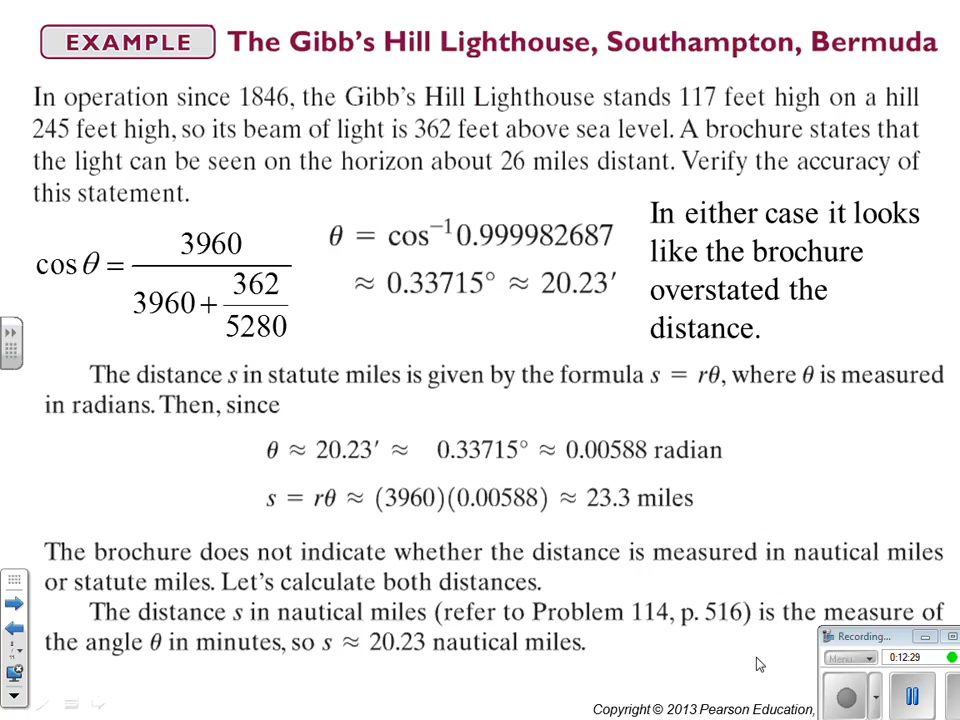 EXAMPLE The Gibb's Hill Lighthouse, Southampton, Bermuda
In operation since 1846, the Gibb's Hill Lighthouse stands 117 feet high on a hill
245 feet high, so its beam of light is 362 feet above sea level. A brochure states that
the light can be seen on the horizon about 26 miles distant. Verify the accuracy of
this statement.
cos θ = 3960 / (3960 + 362/5280)
θ = cos⁻¹ 0.999982687
≈ 0.33715° ≈ 20.23′
In either case it looks
like the brochure
overstated the
distance.
The distance s in statute miles is given by the formula s = rθ, where θ is measured
in radians. Then, since
θ ≈ 20.23′ ≈ 0.33715° ≈ 0.00588 radian
s = rθ ≈ (3960)(0.00588) ≈ 23.3 miles
The brochure does not indicate whether the distance is measured in nautical miles
or statute miles. Let's calculate both distances.
The distance s in nautical miles (refer to Problem 114, p. 516) is the measure of
the angle θ in minutes, so s ≈ 20.23 nautical miles.
Recording...
Menu
0:12:29
Copyright © 2013 Pearson Education,